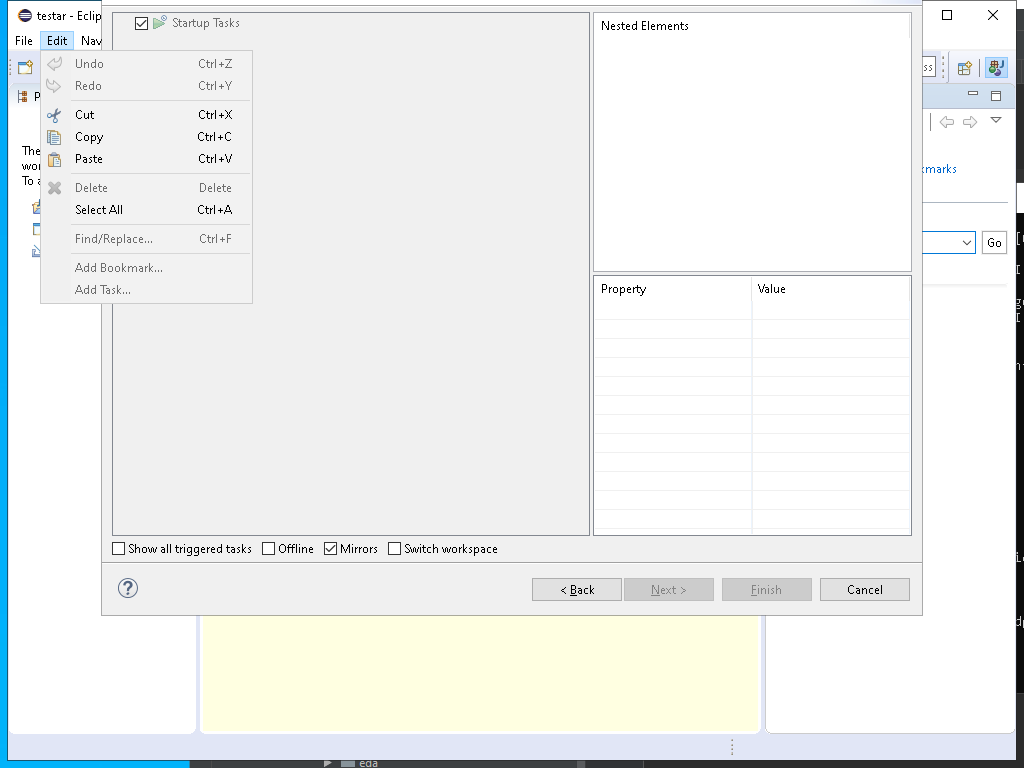 testar - Eclip
File Edit Nav
Undo Ctrl+Z
Redo Ctrl+Y
Cut Ctrl+X
Copy Ctrl+C
Paste Ctrl+V
Delete Delete
Select All Ctrl+A
Find/Replace... Ctrl+F
Add Bookmark...
Add Task...
P
The
wor
To a
Startup Tasks
Nested Elements
Property Value
ss
kmarks
Go
Show all triggered tasks Offline Mirrors Switch workspace
< Back Next > Finish Cancel
eda